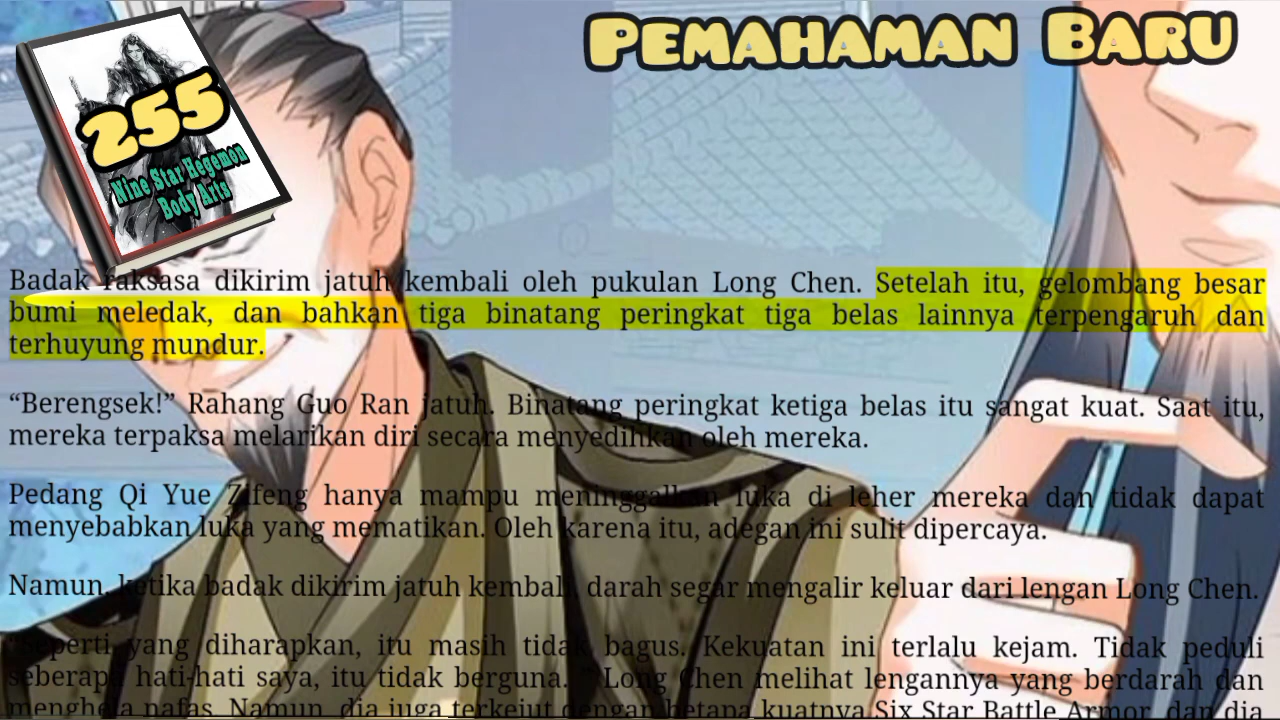 Pemahaman Baru
255
Nine Star Hegemon
Body Arts
Badak raksasa dikirim jatuh kembali oleh pukulan Long Chen. Setelah itu, gelombang besar
bumi meledak, dan bahkan tiga binatang peringkat tiga belas lainnya terpengaruh dan
terhuyung mundur.
“Berengsek!” Rahang Guo Ran jatuh. Binatang peringkat ketiga belas itu sangat kuat. Saat itu,
mereka terpaksa melarikan diri secara menyedihkan oleh mereka.
Pedang Qi Yue Zifeng hanya mampu meninggalkan luka di leher mereka dan tidak dapat
menyebabkan luka yang mematikan. Oleh karena itu, adegan ini sulit dipercaya.
Namun, ketika badak dikirim jatuh kembali, darah segar mengalir keluar dari lengan Long Chen.
“Seperti yang diharapkan, itu masih tidak bagus. Kekuatan ini terlalu kejam. Tidak peduli
seberapa hati-hati saya, itu tidak berguna. ” Long Chen melihat lengannya yang berdarah dan
menghela nafas. Namun, dia juga terkejut dengan betapa kuatnya Six Star Battle Armor, dan dia